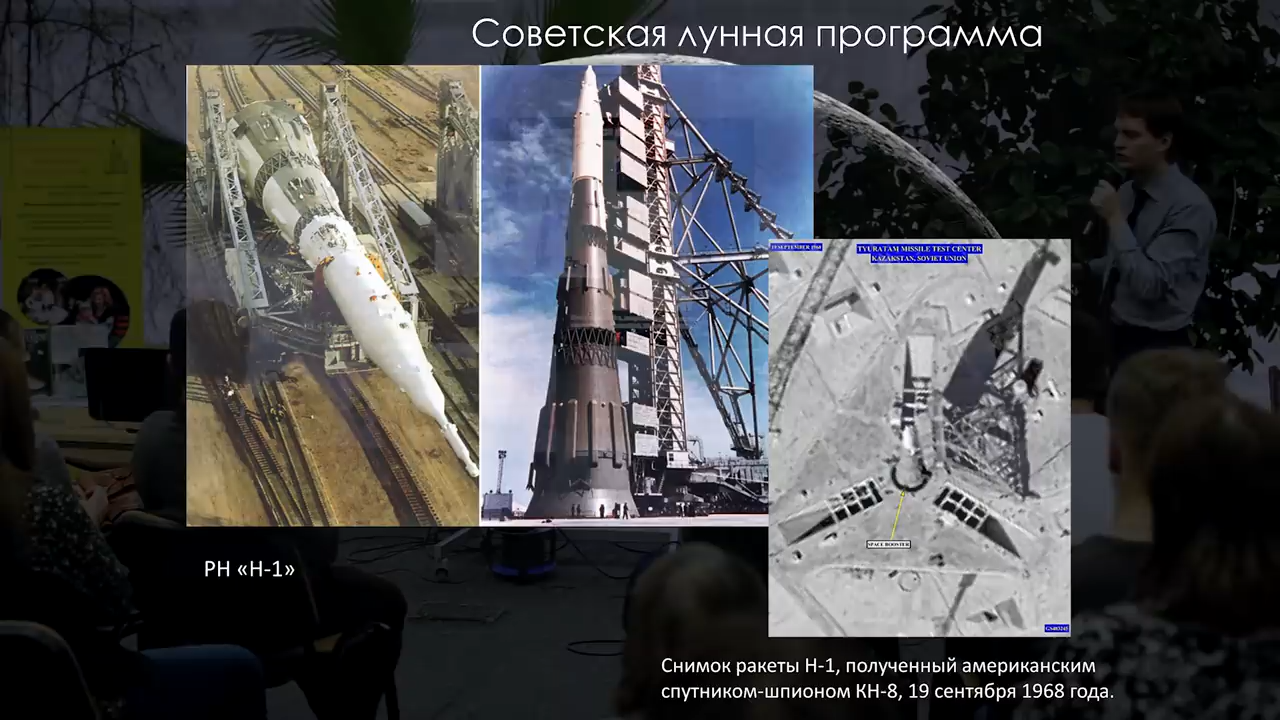 Советская лунная программа
19 SEPTEMBER 1968
TYURATAM MISSILE TEST CENTER
KAZAKSTAN, SOVIET UNION
SPACE BOOSTER
РН «Н-1»
Снимок ракеты Н-1, полученный американским
спутником-шпионом КН-8, 19 сентября 1968 года.